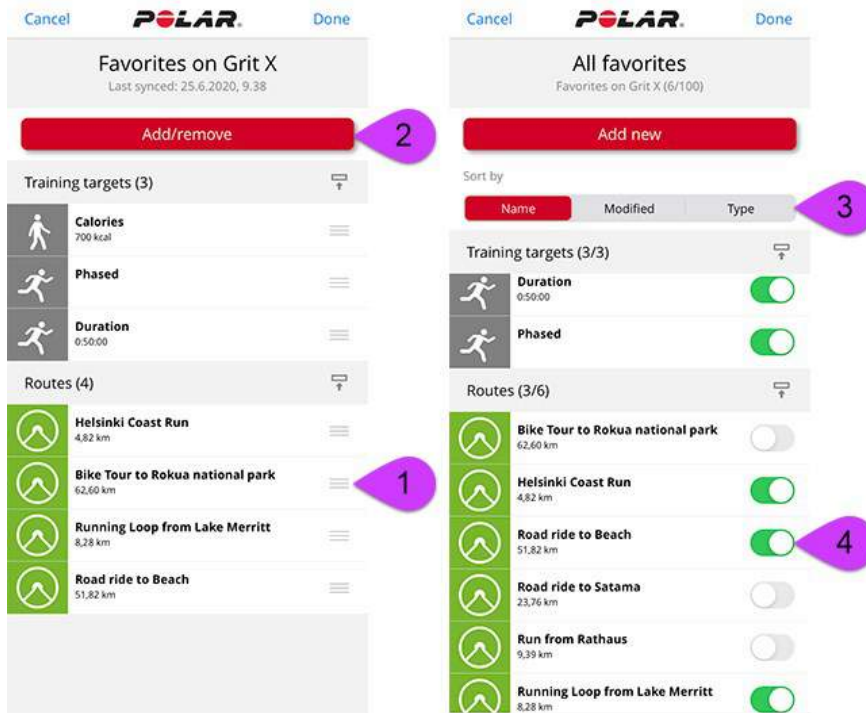 Cancel
POLAR.
Done
Favorites on Grit X
Last synced: 25.6.2020, 9.38
Add/remove
2
Training targets (3)
Calories
700 kcal
Phased
Duration
0:50:00
Routes (4)
Helsinki Coast Run
4,82 km
Bike Tour to Rokua national park
62,60 km
1
Running Loop from Lake Merritt
8,28 km
Road ride to Beach
51,82 km
Cancel
POLAR.
Done
All favorites
Favorites on Grit X (6/100)
Add new
Sort by
Name Modified Type
3
Training targets (3/3)
Duration
0:50:00
Phased
Routes (3/6)
Bike Tour to Rokua national park
62,60 km
Helsinki Coast Run
4,82 km
Road ride to Beach
51,82 km
4
Road ride to Satama
23,76 km
Run from Rathaus
9,39 km
Running Loop from Lake Merritt
8,28 km